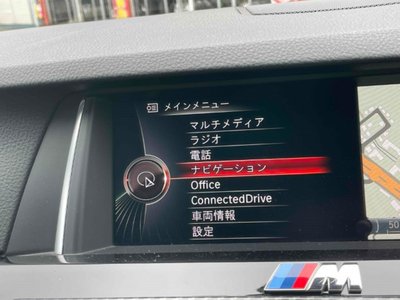 メインメニュー
マルチメディア
ラジオ
電話
ナビゲーション
Office
ConnectedDrive
車両情報
設定
50
M